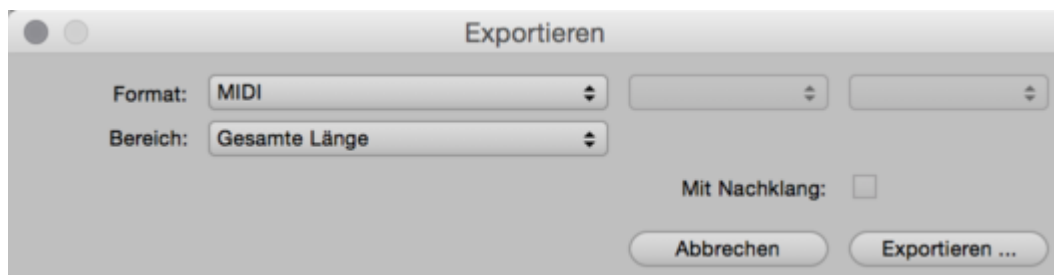 Exportieren
Format: MIDI
Bereich: Gesamte Länge
Mit Nachklang:
Abbrechen Exportieren ...